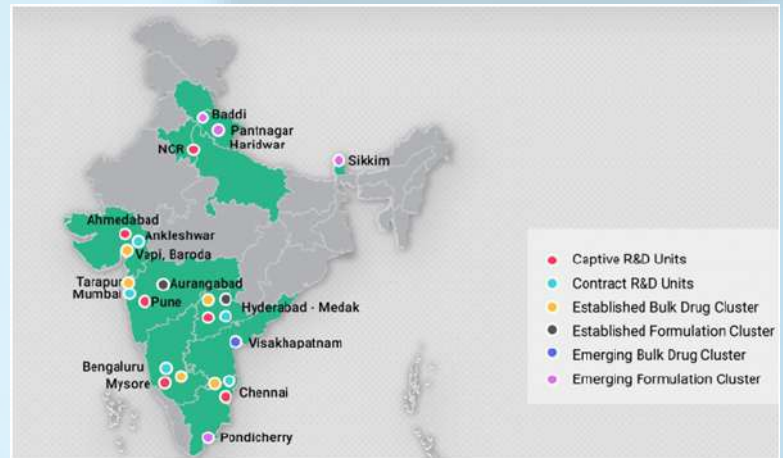 Baddi
Pantnagar
Haridwar
NCR
Sikkim
Ahmedabad
Ankleshwar
Vapi, Baroda
Tarapur
Mumbai
Aurangabad
Pune
Hyderabad - Medak
Visakhapatnam
Bengaluru
Mysore
Chennai
Pondicherry
Captive R&D Units
Contract R&D Units
Established Bulk Drug Cluster
Established Formulation Cluster
Emerging Bulk Drug Cluster
Emerging Formulation Cluster